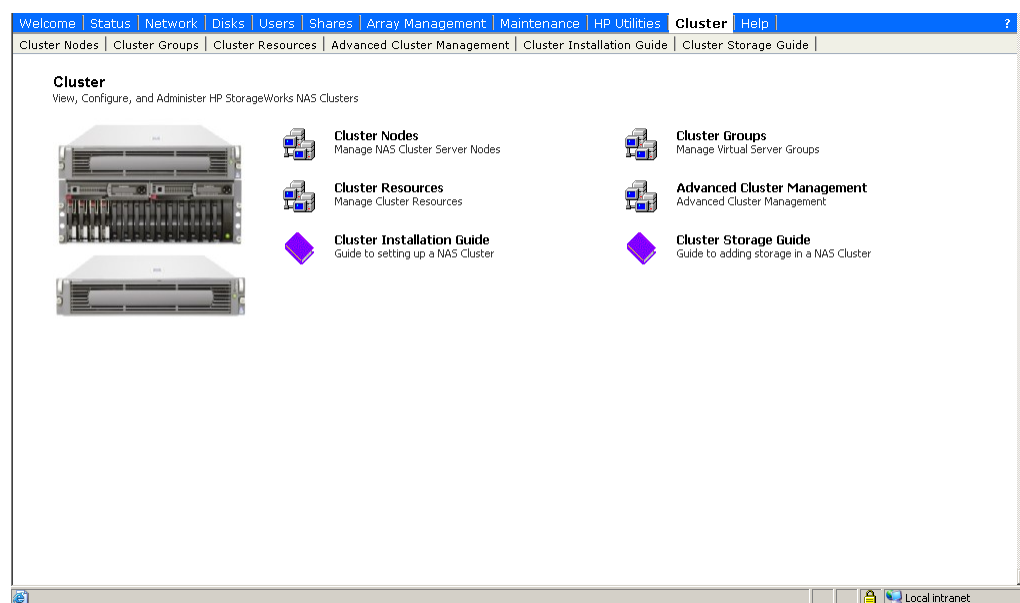 Welcome | Status | Network | Disks | Users | Shares | Array Management | Maintenance | HP Utilities | Cluster | Help | ?
Cluster Nodes | Cluster Groups | Cluster Resources | Advanced Cluster Management | Cluster Installation Guide | Cluster Storage Guide |
Cluster
View, Configure, and Administer HP StorageWorks NAS Clusters
Cluster Nodes
Manage NAS Cluster Server Nodes
Cluster Groups
Manage Virtual Server Groups
Cluster Resources
Manage Cluster Resources
Advanced Cluster Management
Advanced Cluster Management
Cluster Installation Guide
Guide to setting up a NAS Cluster
Cluster Storage Guide
Guide to adding storage in a NAS Cluster
Local intranet